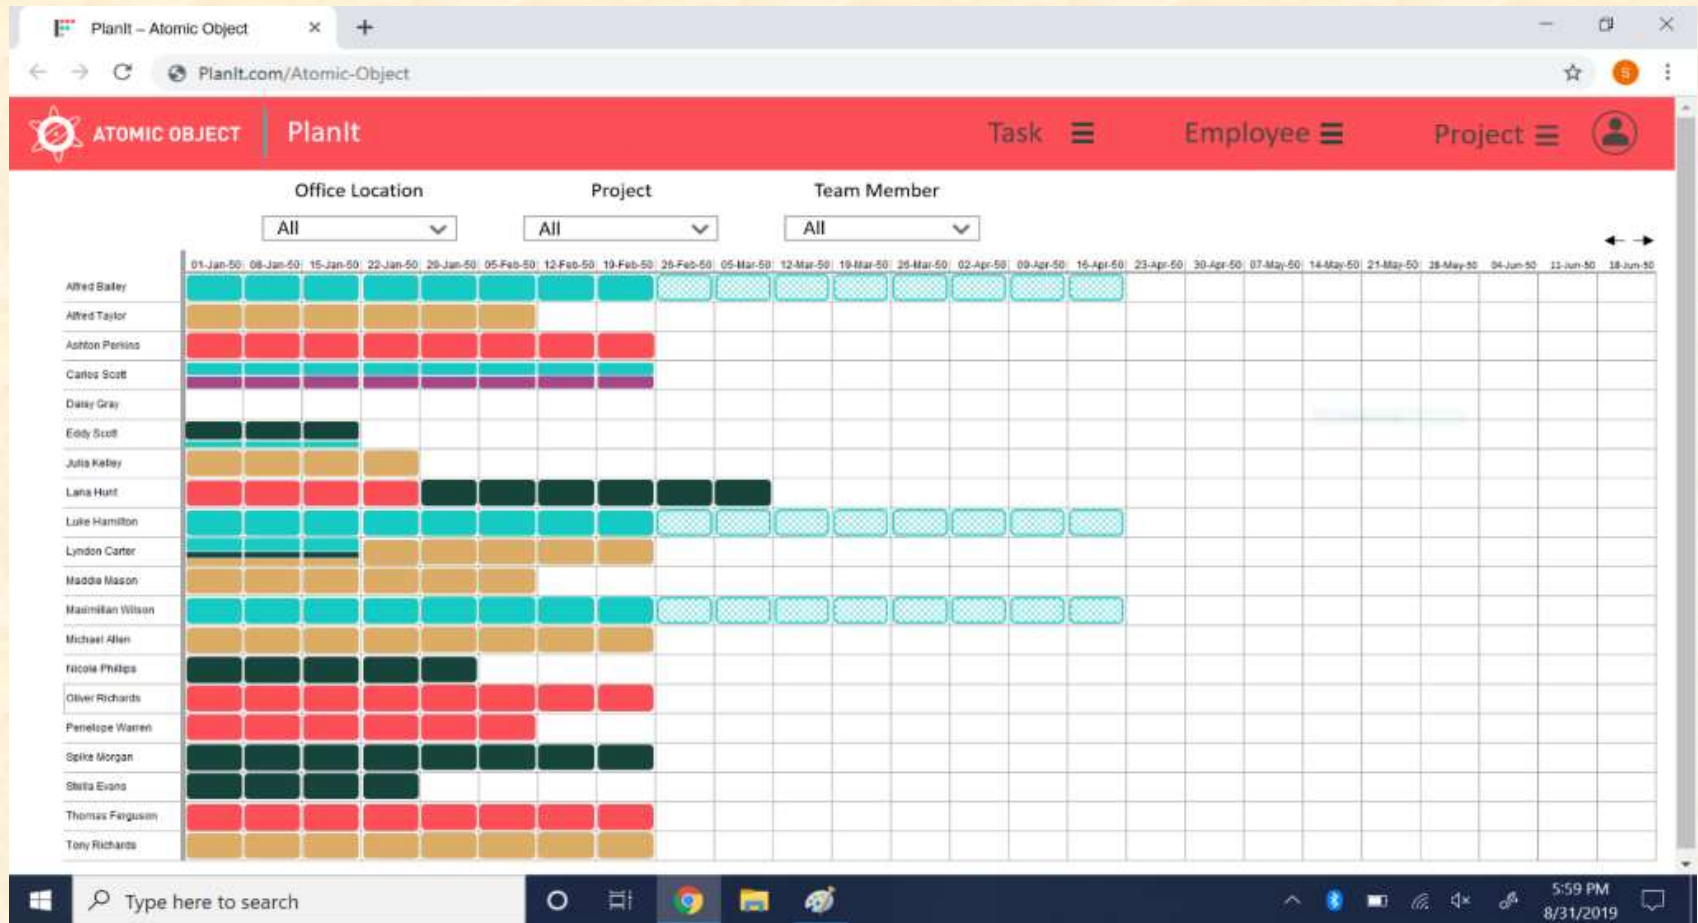 PlanIt – Atomic Object
PlanIt.com/Atomic-Object
S
ATOMIC OBJECT PlanIt Task Employee Project
Office Location Project Team Member
All All All
01-Jan-50 08-Jan-50 15-Jan-50 22-Jan-50 29-Jan-50 05-Feb-50 12-Feb-50 19-Feb-50 26-Feb-50 05-Mar-50 12-Mar-50 19-Mar-50 26-Mar-50 02-Apr-50 09-Apr-50 16-Apr-50 23-Apr-50 30-Apr-50 07-May-50 14-May-50 21-May-50 28-May-50 04-Jun-50 11-Jun-50 18-Jun-50
Alfred Bailey
Alfred Taylor
Ashton Perkins
Carlos Scott
Daisy Gray
Eddy Scott
Julia Kelley
Lana Hunt
Luke Hamilton
Lyndon Carter
Maddie Mason
Maximilian Wilson
Michael Allen
Nicole Phillips
Oliver Richards
Penelope Warren
Spike Morgan
Stella Evans
Thomas Ferguson
Tony Richards
Type here to search
5:59 PM
8/31/2019